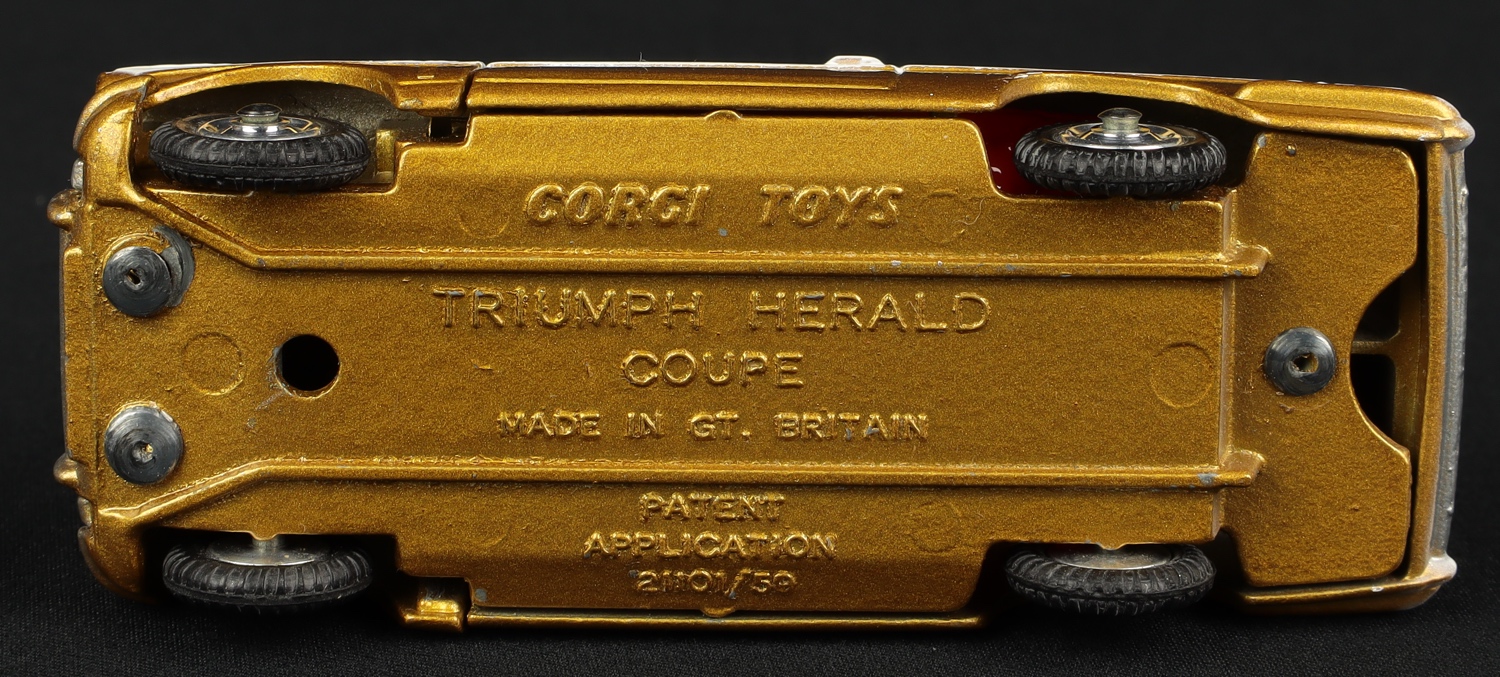 CORGI TOYS
TRIUMPH HERALD
COUPE
MADE IN GT. BRITAIN
PATENT
APPLICATION
21101/59